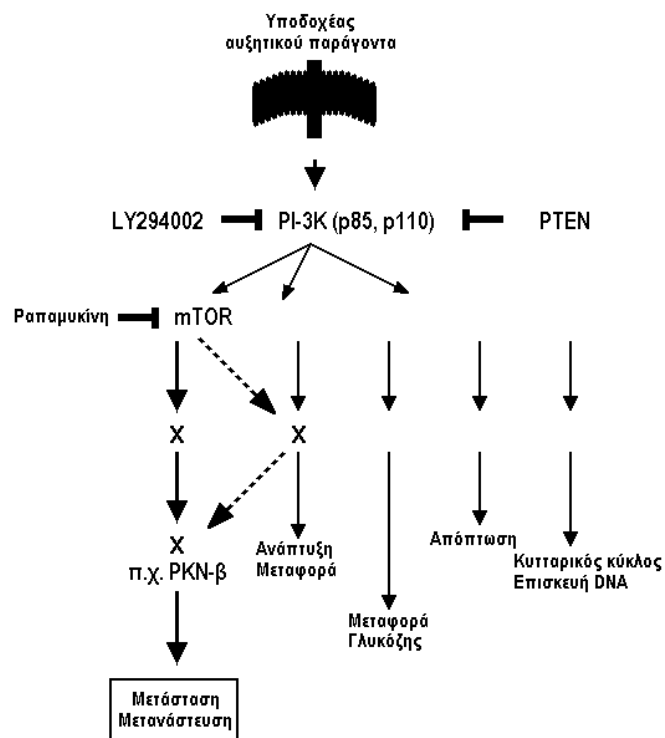 Υποδοχέας
αυξητικού παράγοντα
LY294002 PI-3K (p85, p110) PTEN
Ραπαμυκίνη mTOR
X X
X
π.χ. PKN-β
Ανάπτυξη
Μεταφορά
Απόπτωση
Κυτταρικός κύκλος
Επισκευή DNA
Μεταφορά
Γλυκόζης
Μετάσταση
Μετανάστευση